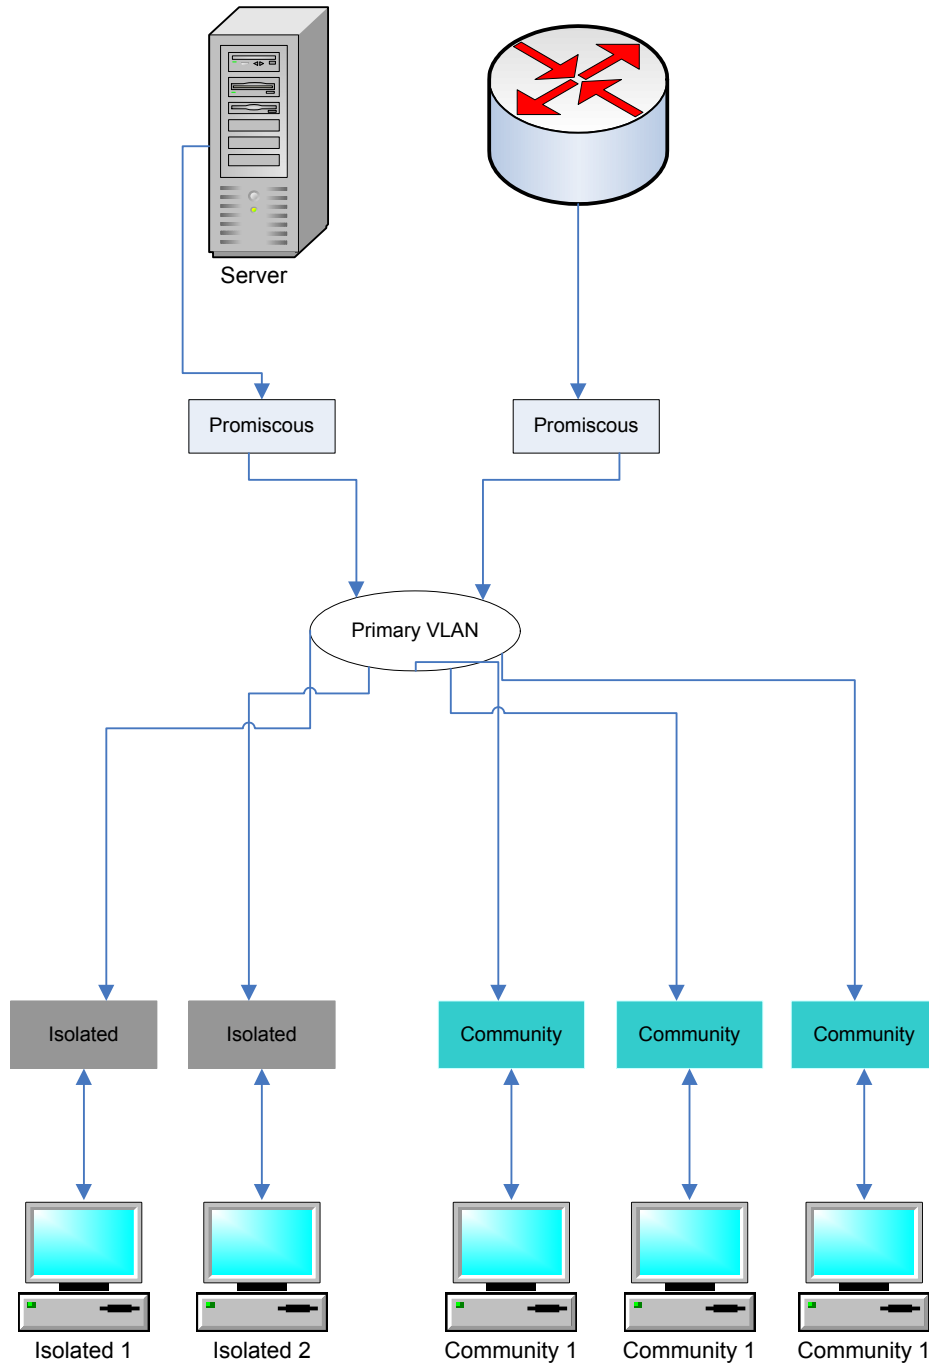 Server
Promiscous
Promiscous
Primary VLAN
Isolated
Isolated
Community
Community
Community
Isolated 1
Isolated 2
Community 1
Community 1
Community 1